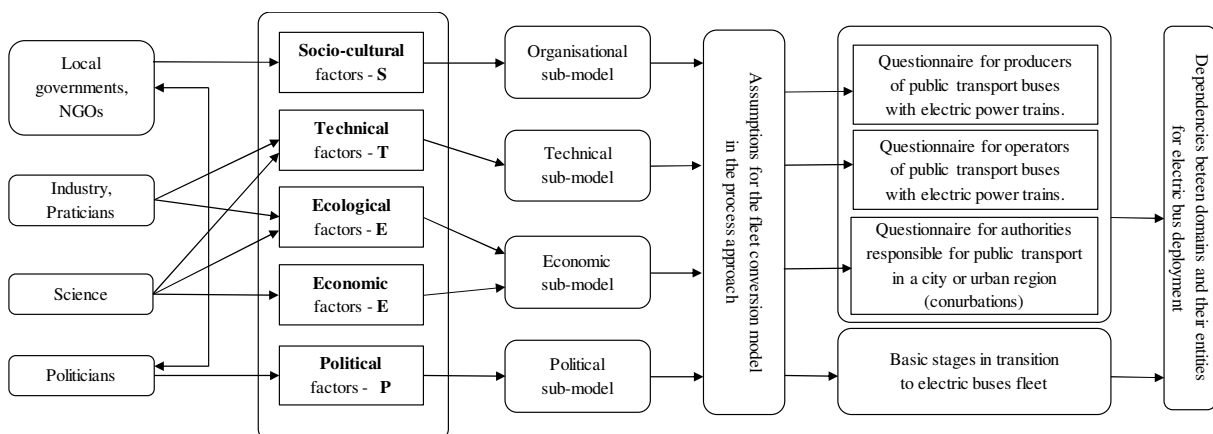 Local
governments,
NGOs
Industry,
Praticians
Science
Politicians
Socio-cultural
factors - S
Technical
factors - T
Ecological
factors - E
Economic
factors - E
Political
factors - P
Organisational
sub-model
Technical
sub-model
Economic
sub-model
Political
sub-model
Assumptions for the fleet conversion model
in the process approach
Questionnaire for producers
of public transport buses
with electric power trains.
Questionnaire for operators
of public transport buses
with electric power trains.
Questionnaire for authorities
responsible for public transport
in a city or urban region
(conurbations)
Basic stages in transition
to electric buses fleet
Dependencies beteen domains and their entities
for electric bus deployment